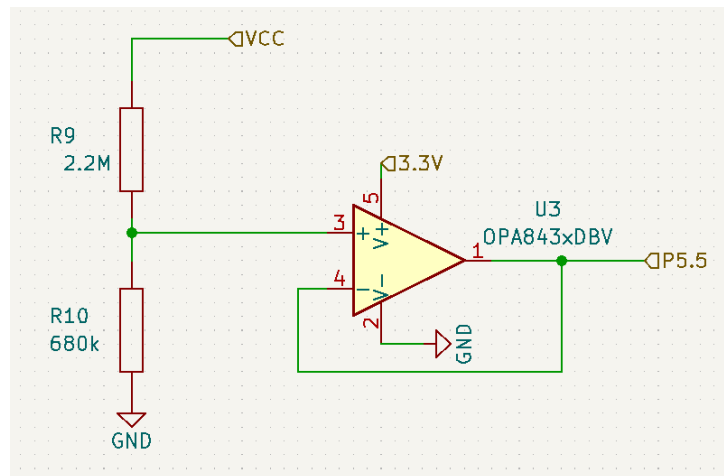 VCC
R9
2.2M
3.3V
5
U3
OPA843xDBV
3
+
V+
1
P5.5
4
-
V-
2
GND
R10
680k
GND